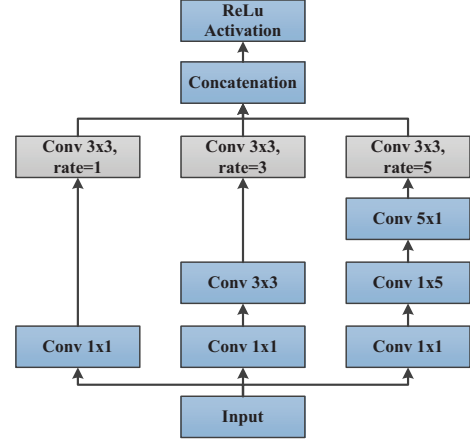 ReLu
Activation
Concatenation
Conv 3x3,
rate=1
Conv 3x3,
rate=3
Conv 3x3,
rate=5
Conv 5x1
Conv 3x3
Conv 1x5
Conv 1x1
Conv 1x1
Conv 1x1
Input